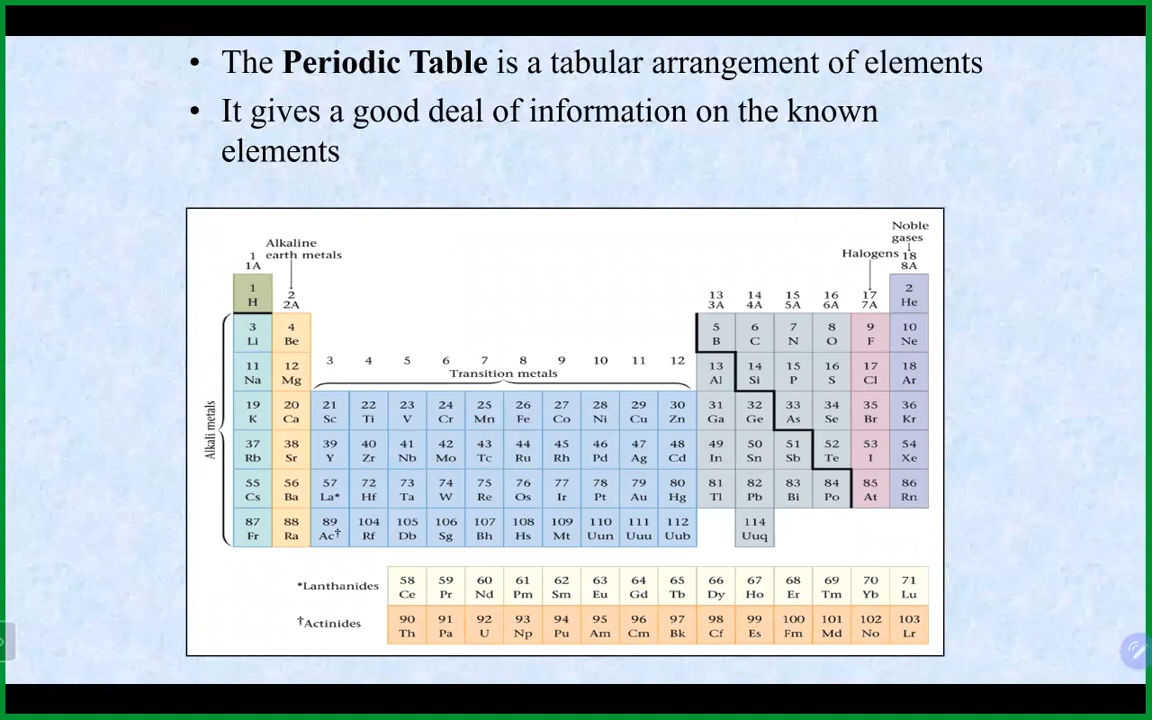 • The Periodic Table is a tabular arrangement of elements
• It gives a good deal of information on the known
elements
Noble
gases
Alkaline
earth metals
Halogens
1 18
1A 8A
1 2 13 14 15 16 17 2
H 2A 3A 4A 5A 6A 7A He
3 4 5 6 7 8 9 10
Li Be B C N O F Ne
3 4 5 6 7 8 9 10 11 12
11 12 13 14 15 16 17 18
Na Mg Transition metals Al Si P S Cl Ar
19 20 21 22 23 24 25 26 27 28 29 30 31 32 33 34 35 36
K Ca Sc Ti V Cr Mn Fe Co Ni Cu Zn Ga Ge As Se Br Kr
Alkali metals
37 38 39 40 41 42 43 44 45 46 47 48 49 50 51 52 53 54
Rb Sr Y Zr Nb Mo Tc Ru Rh Pd Ag Cd In Sn Sb Te I Xe
55 56 57 72 73 74 75 76 77 78 79 80 81 82 83 84 85 86
Cs Ba La* Hf Ta W Re Os Ir Pt Au Hg Tl Pb Bi Po At Rn
87 88 89 104 105 106 107 108 109 110 111 112 114
Fr Ra Ac† Rf Db Sg Bh Hs Mt Uun Uuu Uub Uuq
*Lanthanides
58 59 60 61 62 63 64 65 66 67 68 69 70 71
Ce Pr Nd Pm Sm Eu Gd Tb Dy Ho Er Tm Yb Lu
†Actinides
90 91 92 93 94 95 96 97 98 99 100 101 102 103
Th Pa U Np Pu Am Cm Bk Cf Es Fm Md No Lr